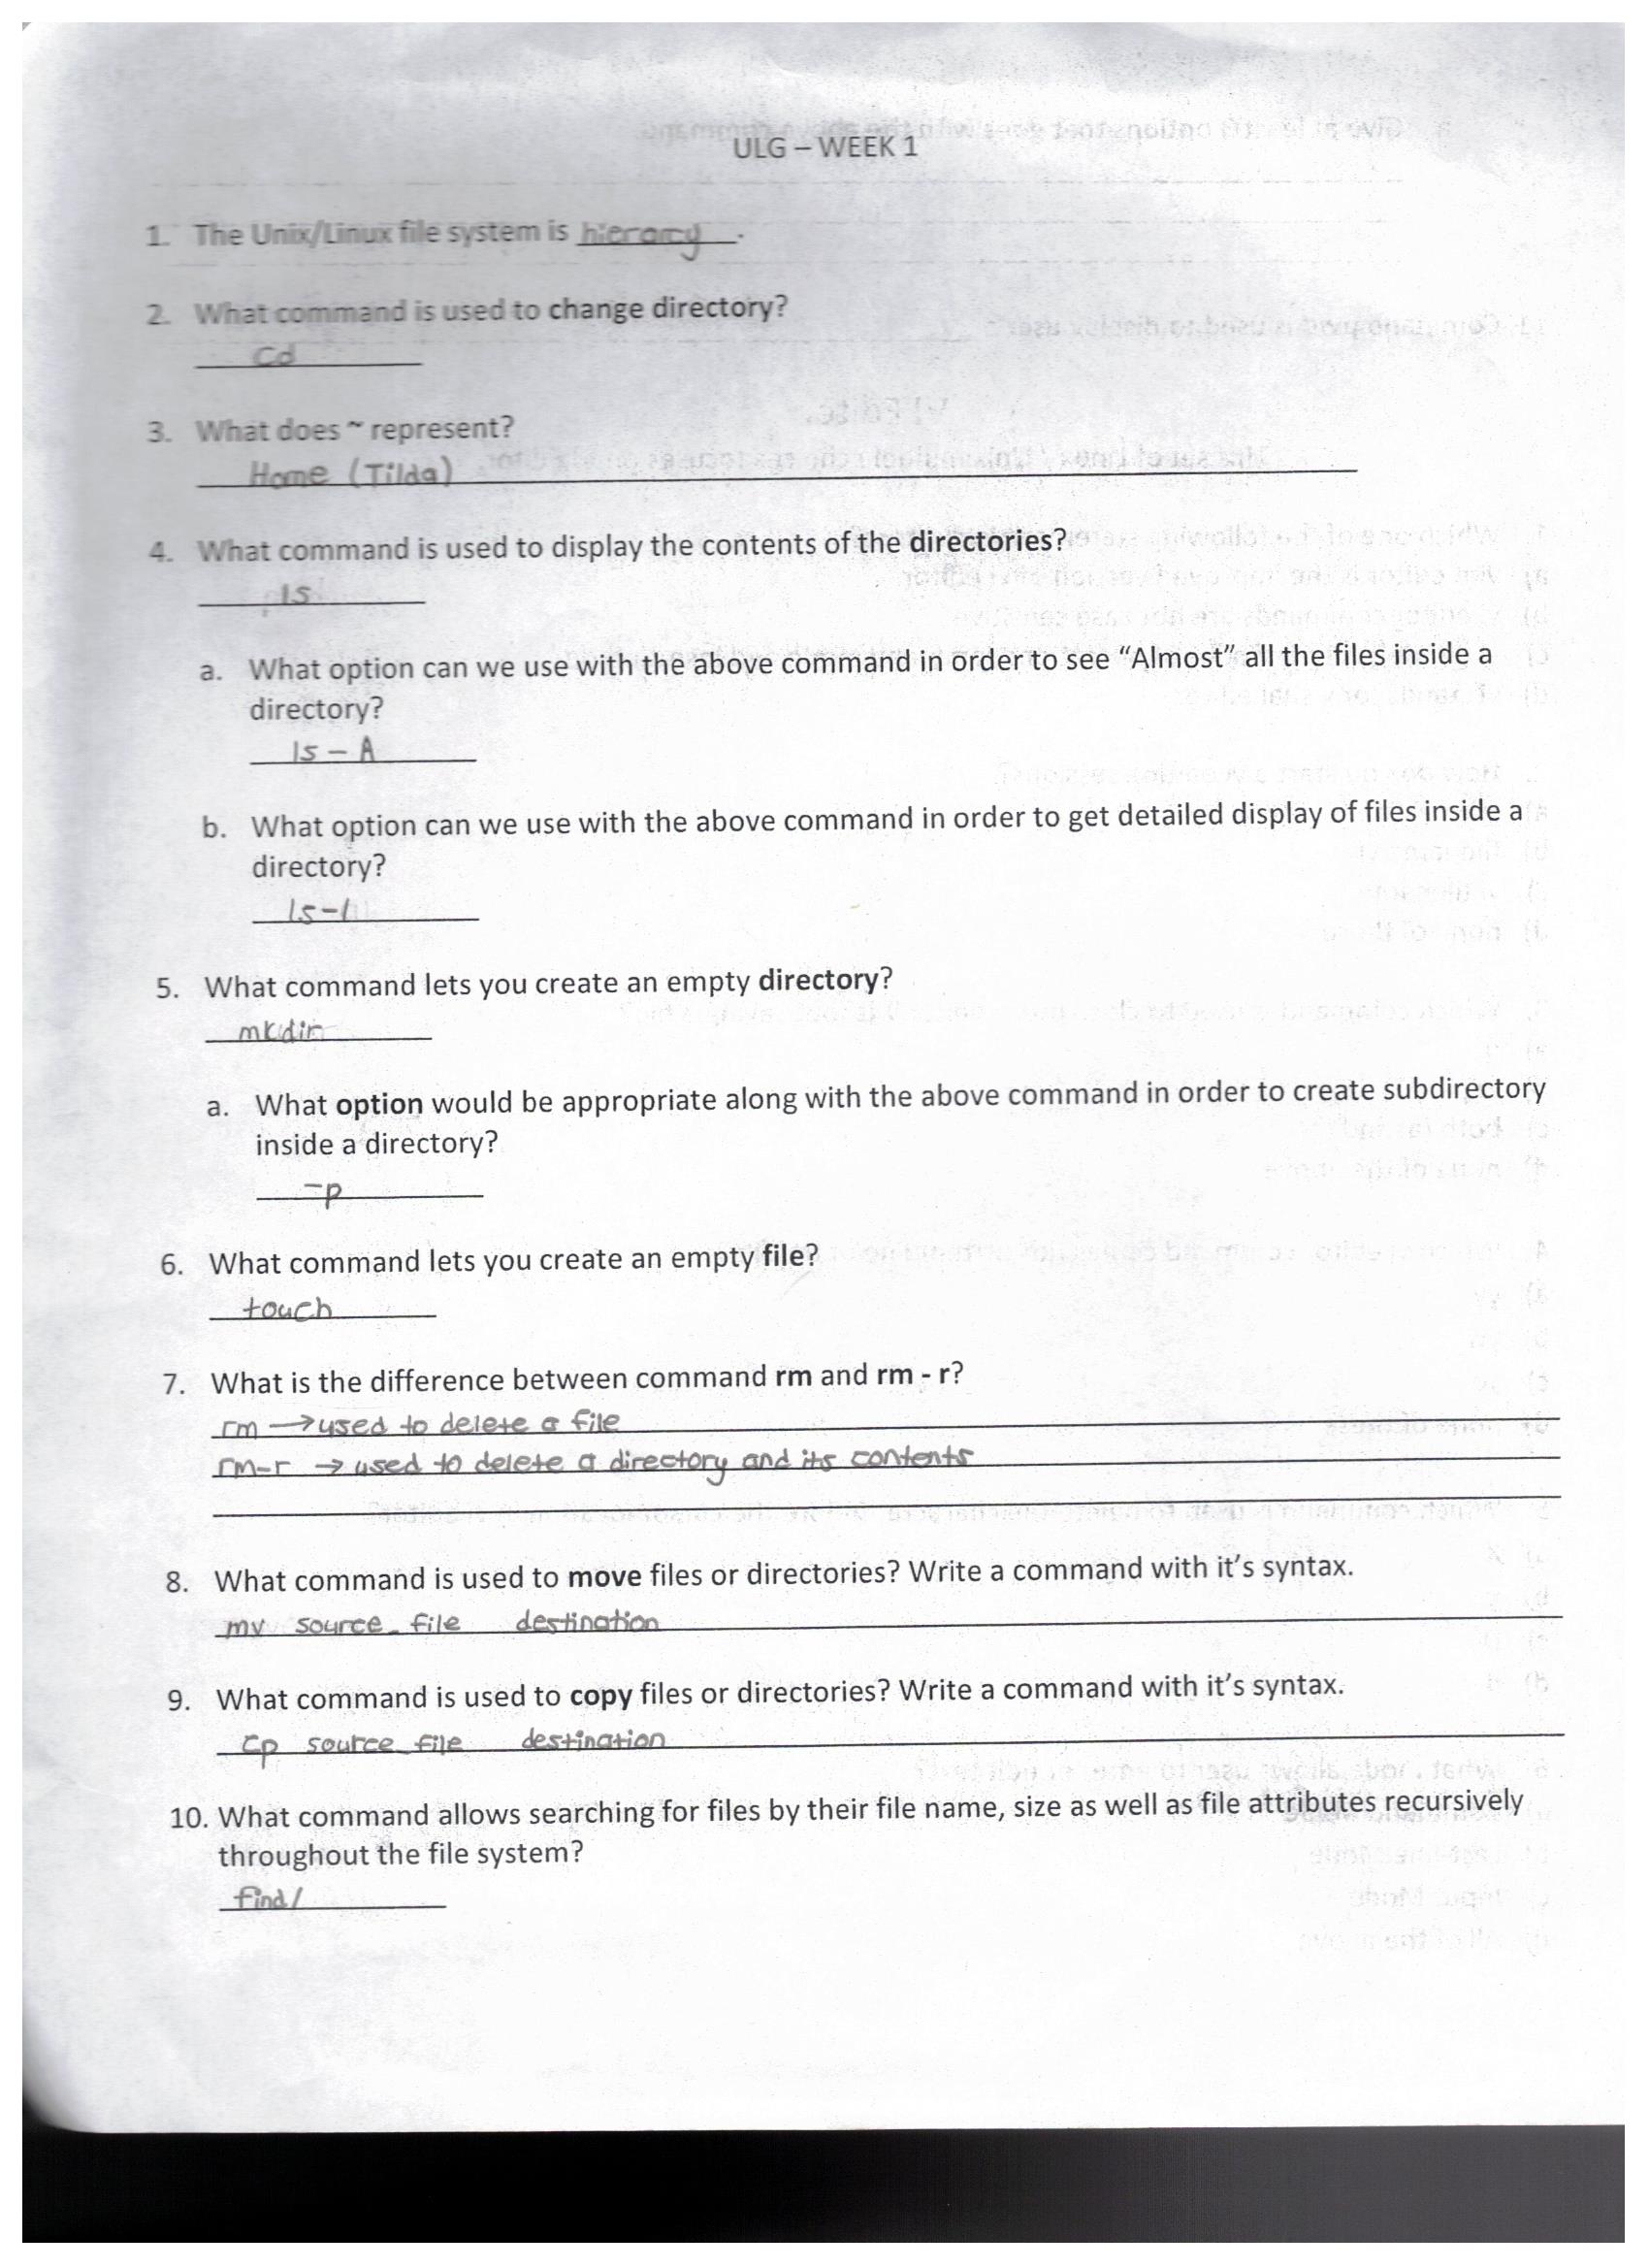 ULG – WEEK 1
1. The Unix/Linux file system is hierarcy.
2. What command is used to change directory?
Cd
3. What does ~ represent?
Home (Tilda)
4. What command is used to display the contents of the directories?
ls
a. What option can we use with the above command in order to see “Almost” all the files inside a
directory?
ls - A
b. What option can we use with the above command in order to get detailed display of files inside a
directory?
ls -l
5. What command lets you create an empty directory?
mkdir
a. What option would be appropriate along with the above command in order to create subdirectory
inside a directory?
-p
6. What command lets you create an empty file?
touch
7. What is the difference between command rm and rm - r?
rm → used to delete a file
rm-r → used to delete a directory and its contents
8. What command is used to move files or directories? Write a command with it’s syntax.
mv source_file destination
9. What command is used to copy files or directories? Write a command with it’s syntax.
cp source_file destination
10. What command allows searching for files by their file name, size as well as file attributes recursively
throughout the file system?
find/